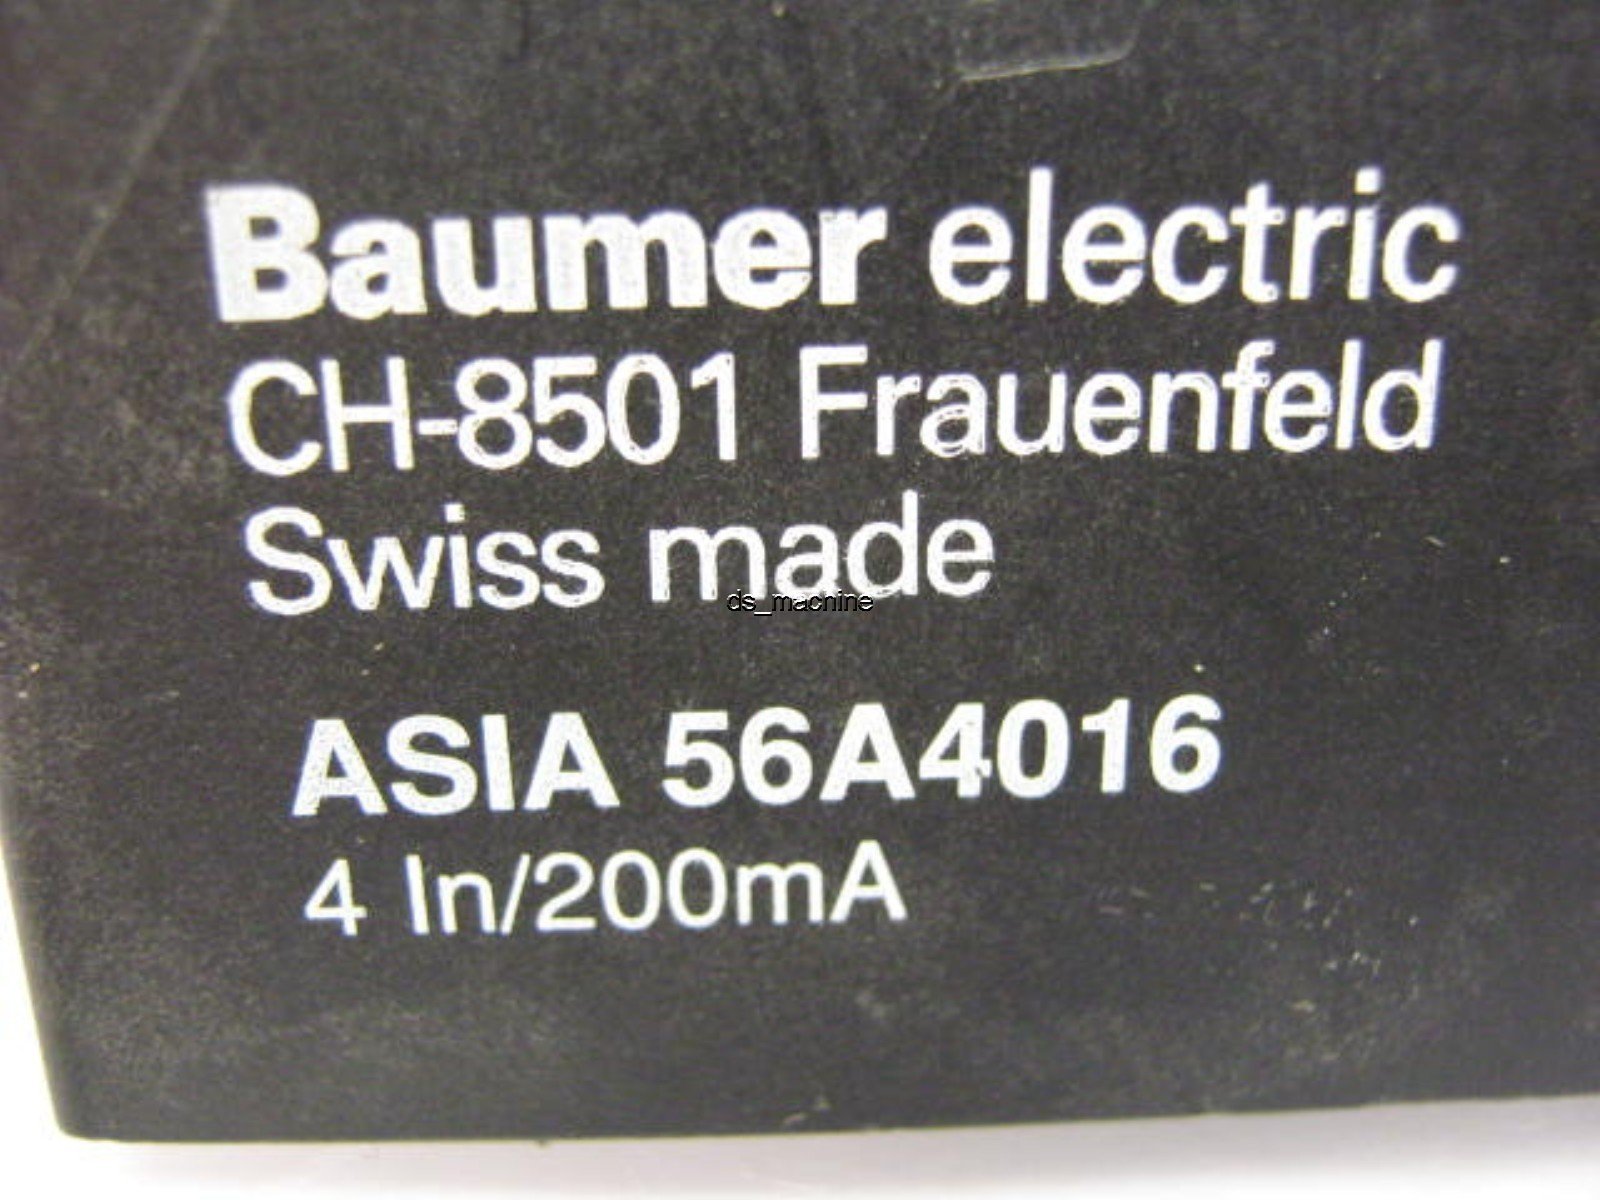 Baumer electric
CH-8501 Frauenfeld
Swiss made
ds_machine
ASIA 56A4016
4 In/200mA